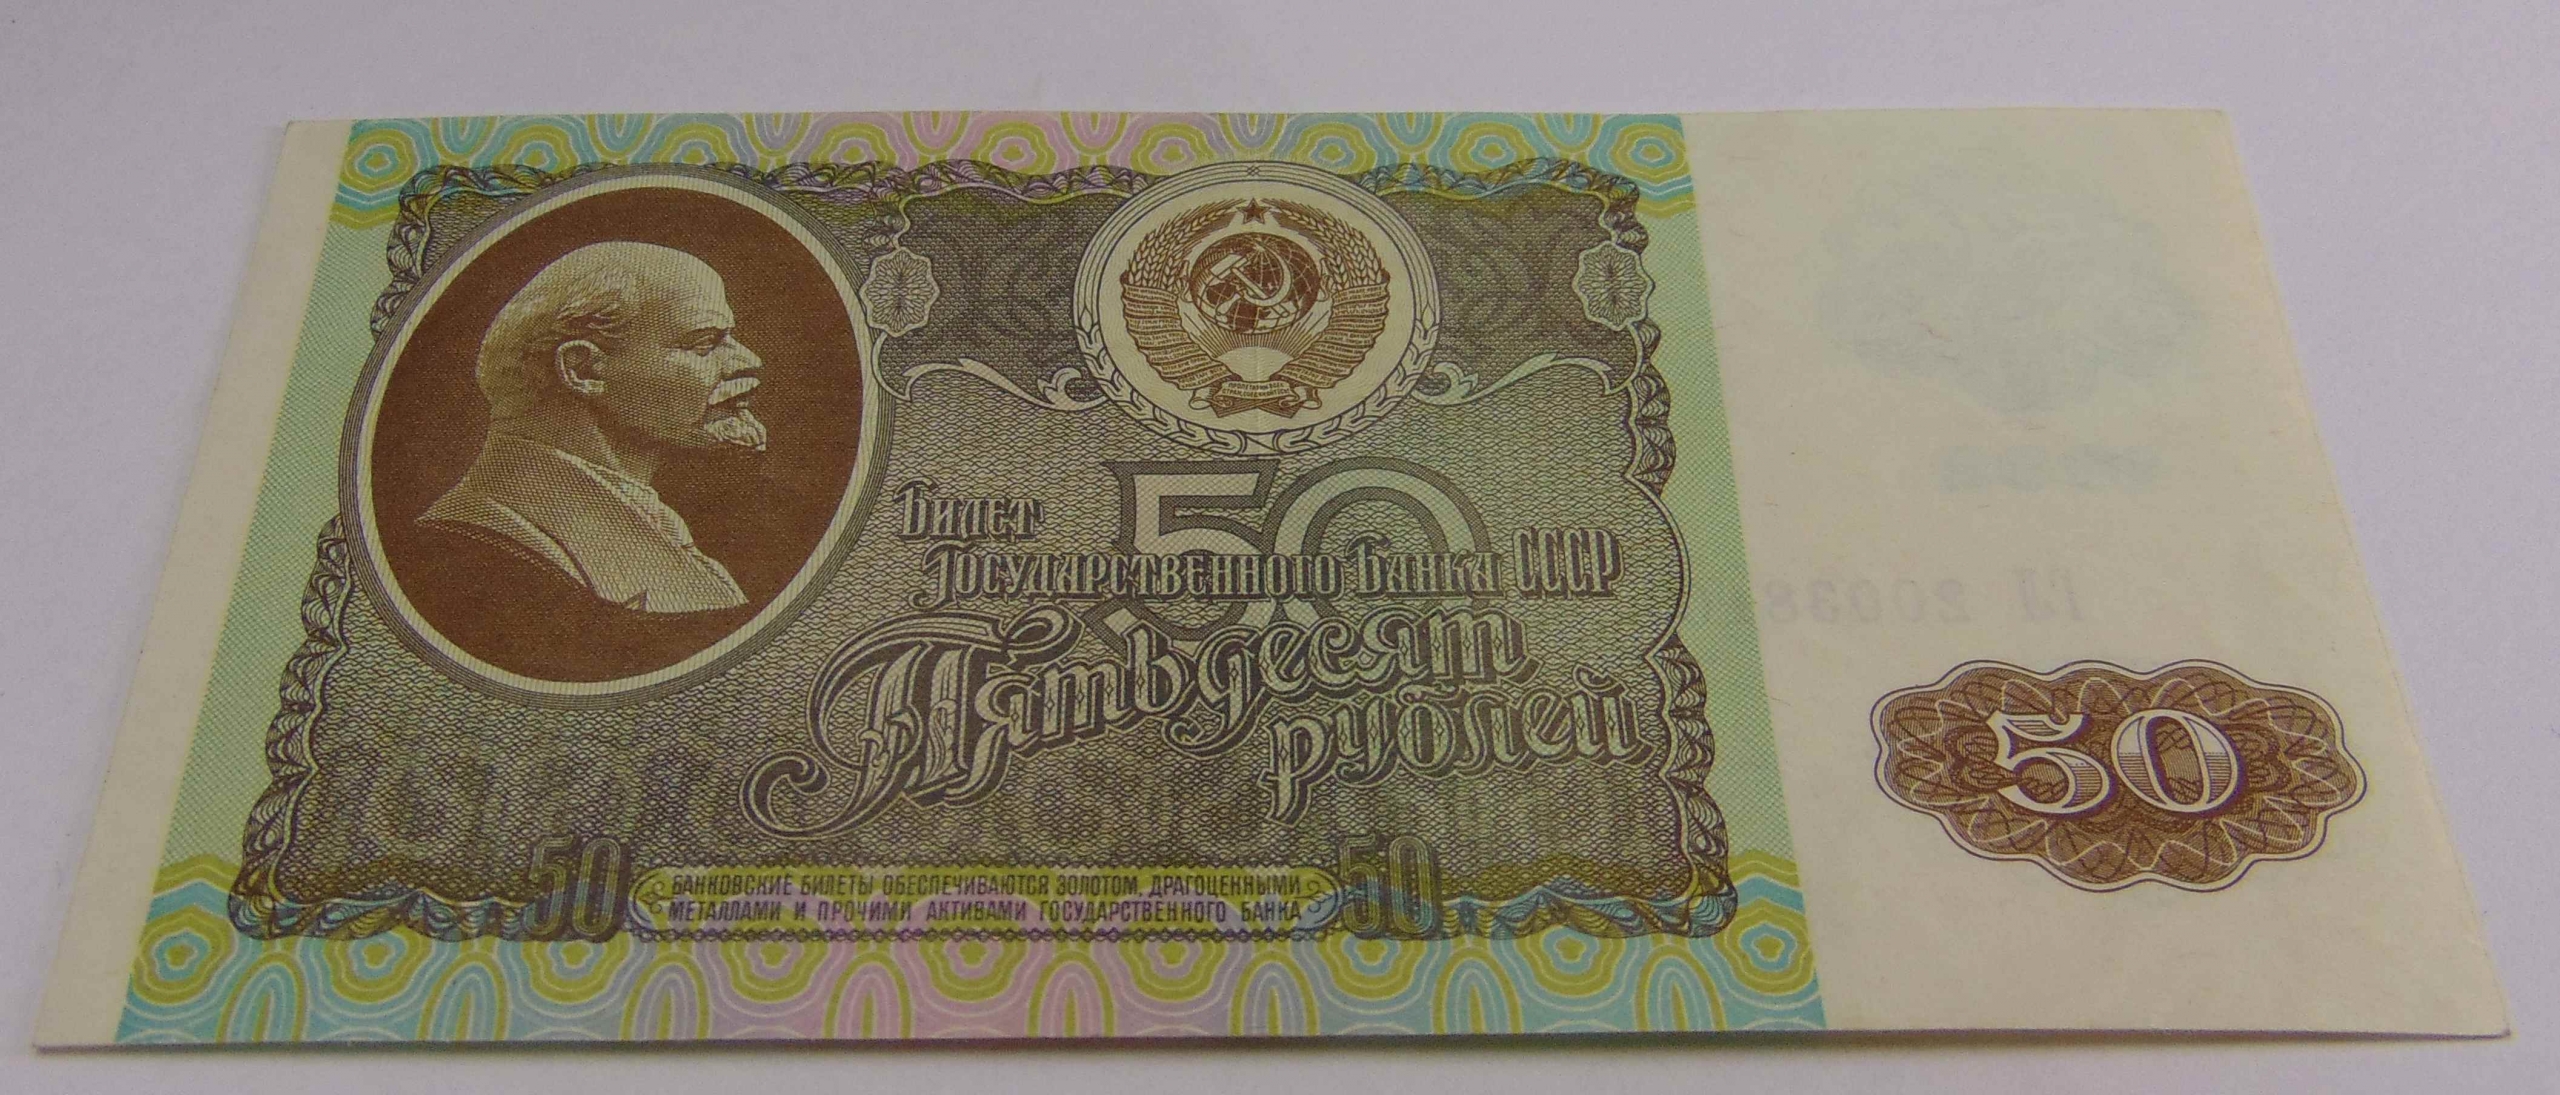 БИЛЕТ
ГОСУДАРСТВЕННОГО БАНКА СССР
50
Пятьдесят
рублей
50
50
БАНКОВСКИЕ БИЛЕТЫ ОБЕСПЕЧИВАЮТСЯ ЗОЛОТОМ, ДРАГОЦЕННЫМИ
МЕТАЛЛАМИ И ПРОЧИМИ АКТИВАМИ ГОСУДАРСТВЕННОГО БАНКА
50